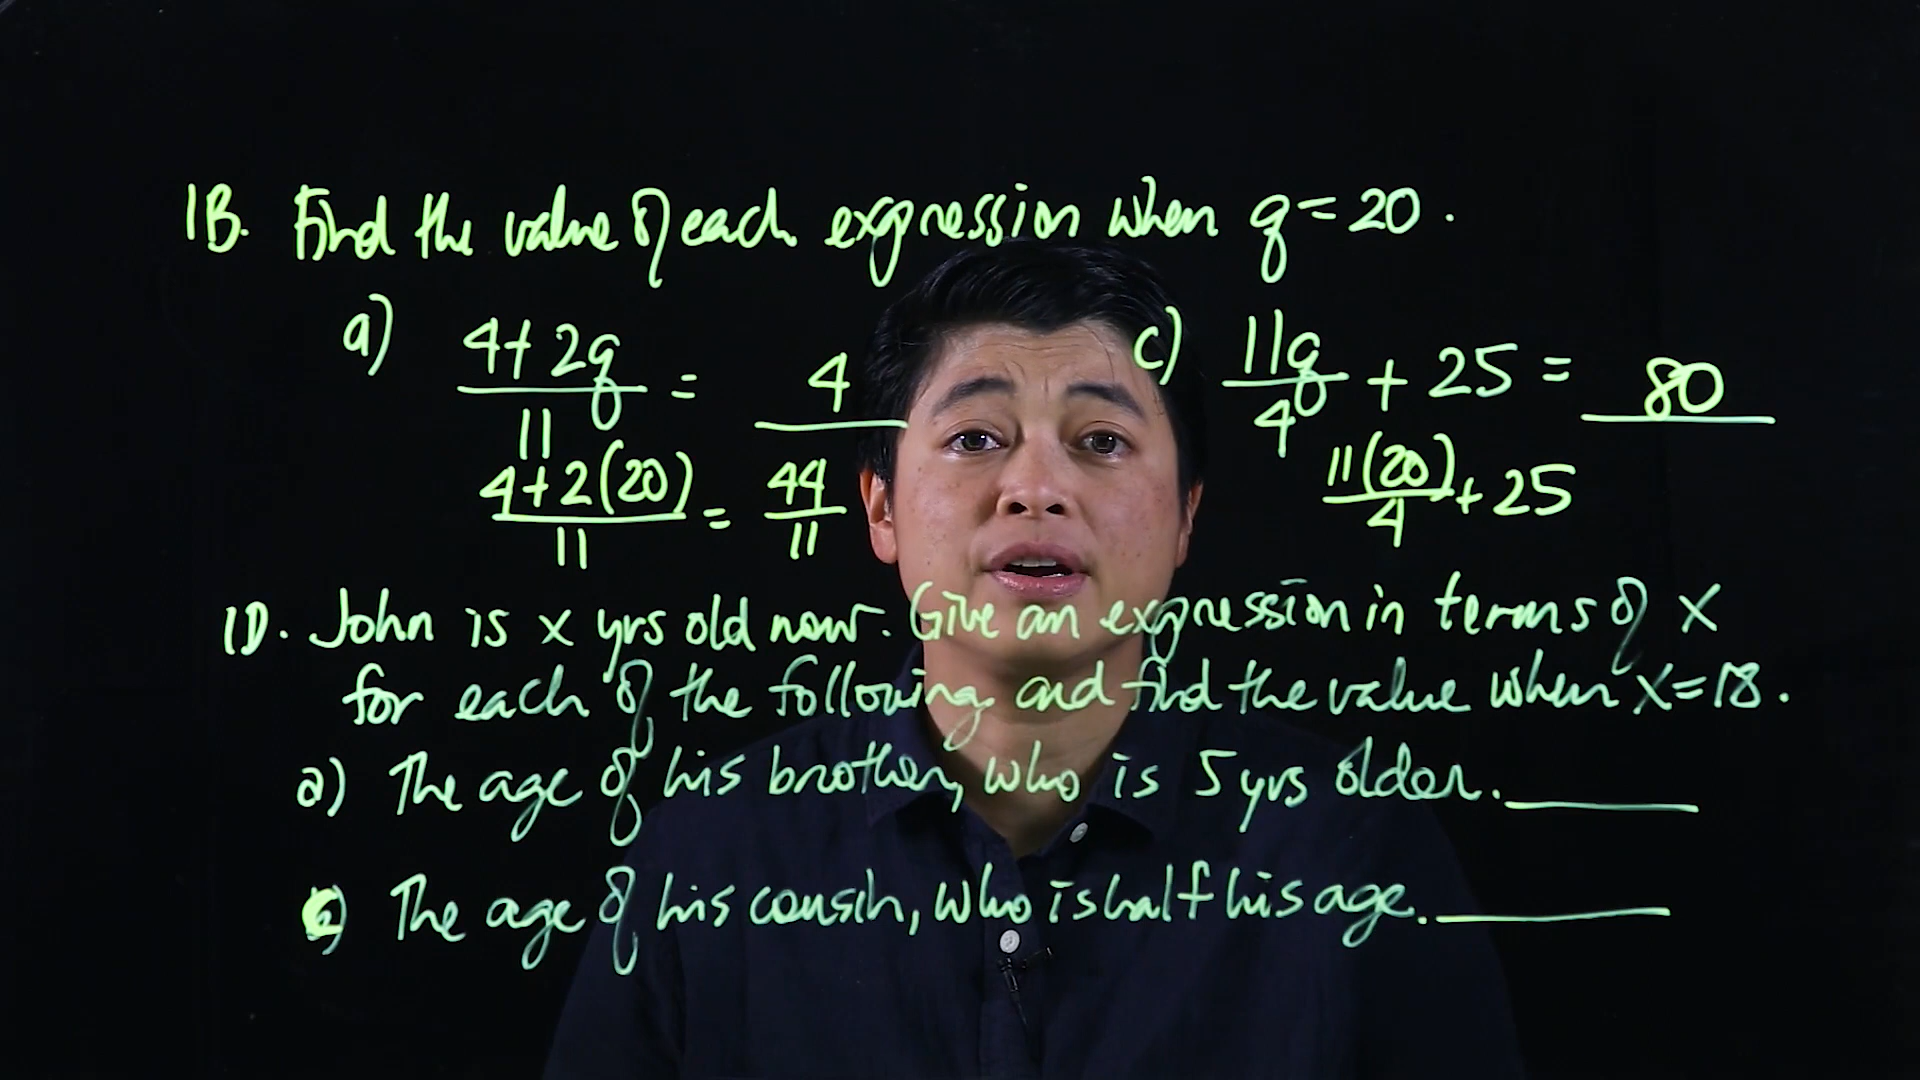 1B. Find the value of each expression when q = 20.
a) 4 + 2q / 11 = 4
c) 11q / 4 + 25 = 80
4 + 2(20) / 11 = 44 / 11
11(20) / 4 + 25
1D. John is x yrs old now. Give an expression in terms of x
for each of the following and find the value when x = 18.
a) The age of his brother, who is 5 yrs older.
c) The age of his cousin, who is half his age.